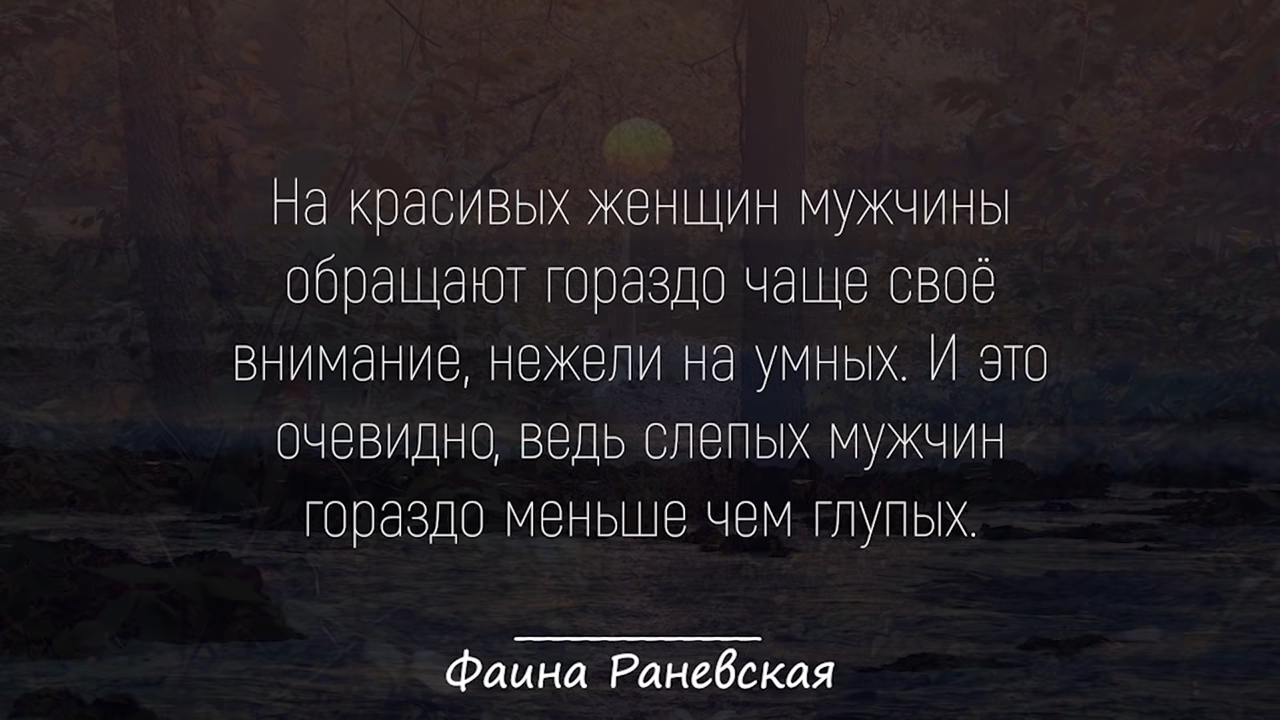 На красивых женщин мужчины
обращают гораздо чаще своё
внимание, нежели на умных. И это
очевидно, ведь слепых мужчин
гораздо меньше чем глупых.
Фаина Раневская